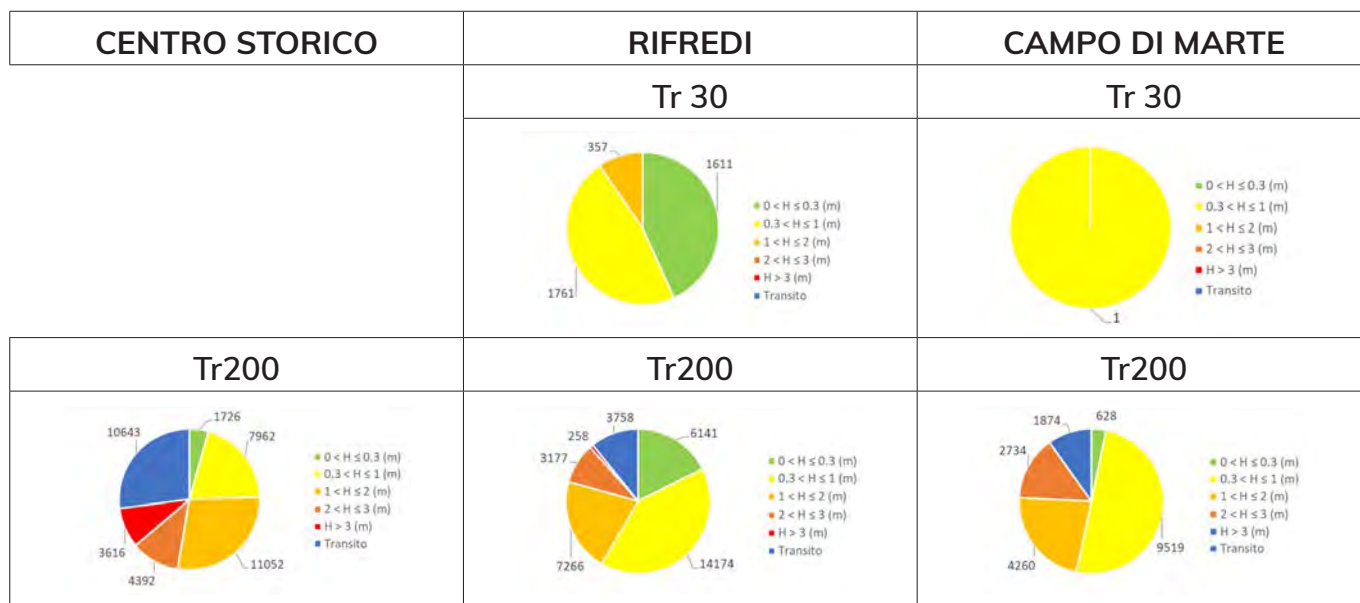 CENTRO STORICO
RIFREDI
CAMPO DI MARTE
Tr 30
Tr 30
357
1611
1761
0 < H ≤ 0.3 (m)
0.3 < H ≤ 1 (m)
1 < H ≤ 2 (m)
2 < H ≤ 3 (m)
H > 3 (m)
Transito
1
0 < H ≤ 0.3 (m)
0.3 < H ≤ 1 (m)
1 < H ≤ 2 (m)
2 < H ≤ 3 (m)
H > 3 (m)
Transito
Tr200
Tr200
Tr200
10643
1726
7962
3616
4392
11052
0 < H ≤ 0.3 (m)
0.3 < H ≤ 1 (m)
1 < H ≤ 2 (m)
2 < H ≤ 3 (m)
H > 3 (m)
Transito
3758
258
3177
6141
7266
14174
0 < H ≤ 0.3 (m)
0.3 < H ≤ 1 (m)
1 < H ≤ 2 (m)
2 < H ≤ 3 (m)
H > 3 (m)
Transito
1874
628
2734
4260
9519
0 < H ≤ 0.3 (m)
0.3 < H ≤ 1 (m)
1 < H ≤ 2 (m)
2 < H ≤ 3 (m)
H > 3 (m)
Transito